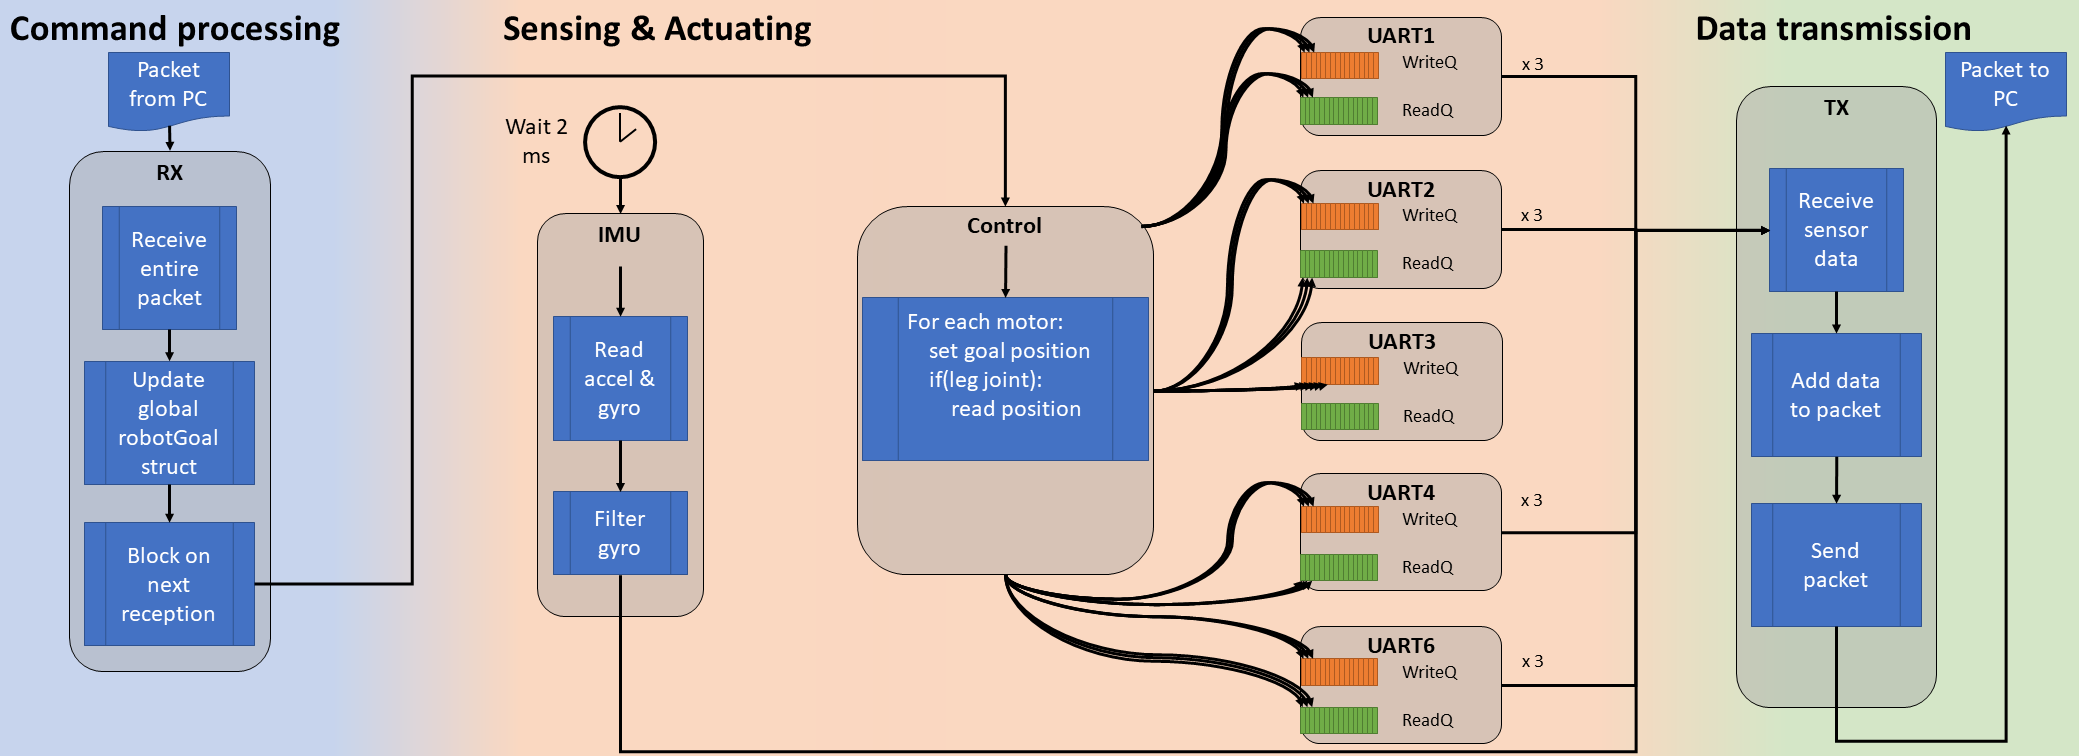 Command processing
Packet
from PC
RX
Receive
entire
packet
Update
global
robotGoal
struct
Block on
next
reception
Sensing & Actuating
Wait 2
ms
IMU
Read
accel &
gyro
Filter
gyro
Control
For each motor:
set goal position
if(leg joint):
read position
UART1
WriteQ
ReadQ
x 3
UART2
WriteQ
ReadQ
x 3
UART3
WriteQ
ReadQ
UART4
WriteQ
ReadQ
x 3
UART6
WriteQ
ReadQ
x 3
Data transmission
TX
Receive
sensor
data
Add data
to packet
Send
packet
Packet to
PC